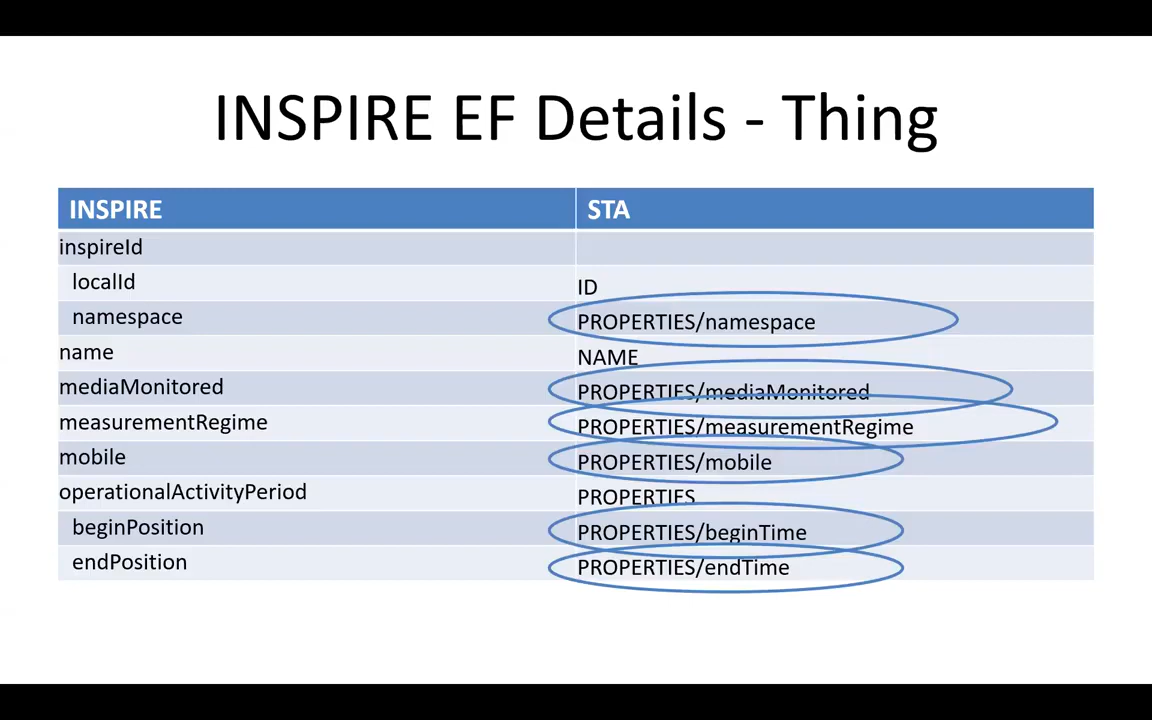 INSPIRE EF Details - Thing
INSPIRE STA
inspireId
localId ID
namespace PROPERTIES/namespace
name NAME
mediaMonitored PROPERTIES/mediaMonitored
measurementRegime PROPERTIES/measurementRegime
mobile PROPERTIES/mobile
operationalActivityPeriod PROPERTIES
beginPosition PROPERTIES/beginTime
endPosition PROPERTIES/endTime